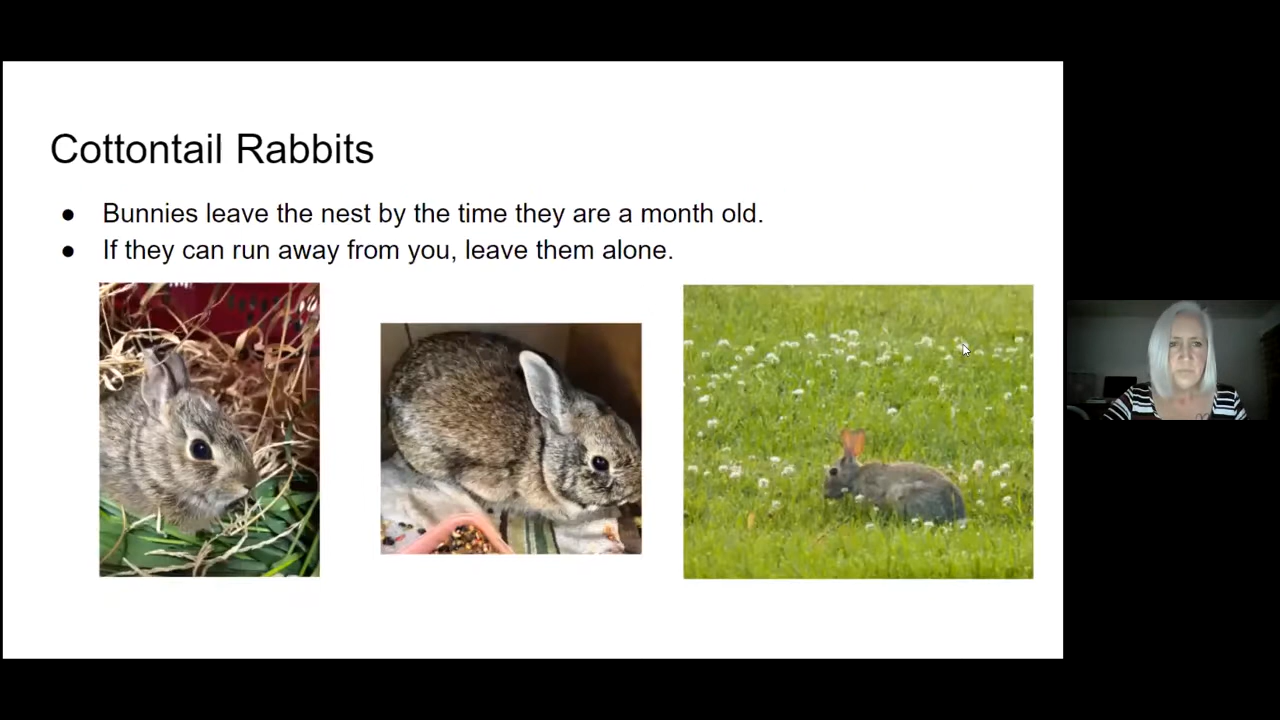 Cottontail Rabbits
● Bunnies leave the nest by the time they are a month old.
● If they can run away from you, leave them alone.